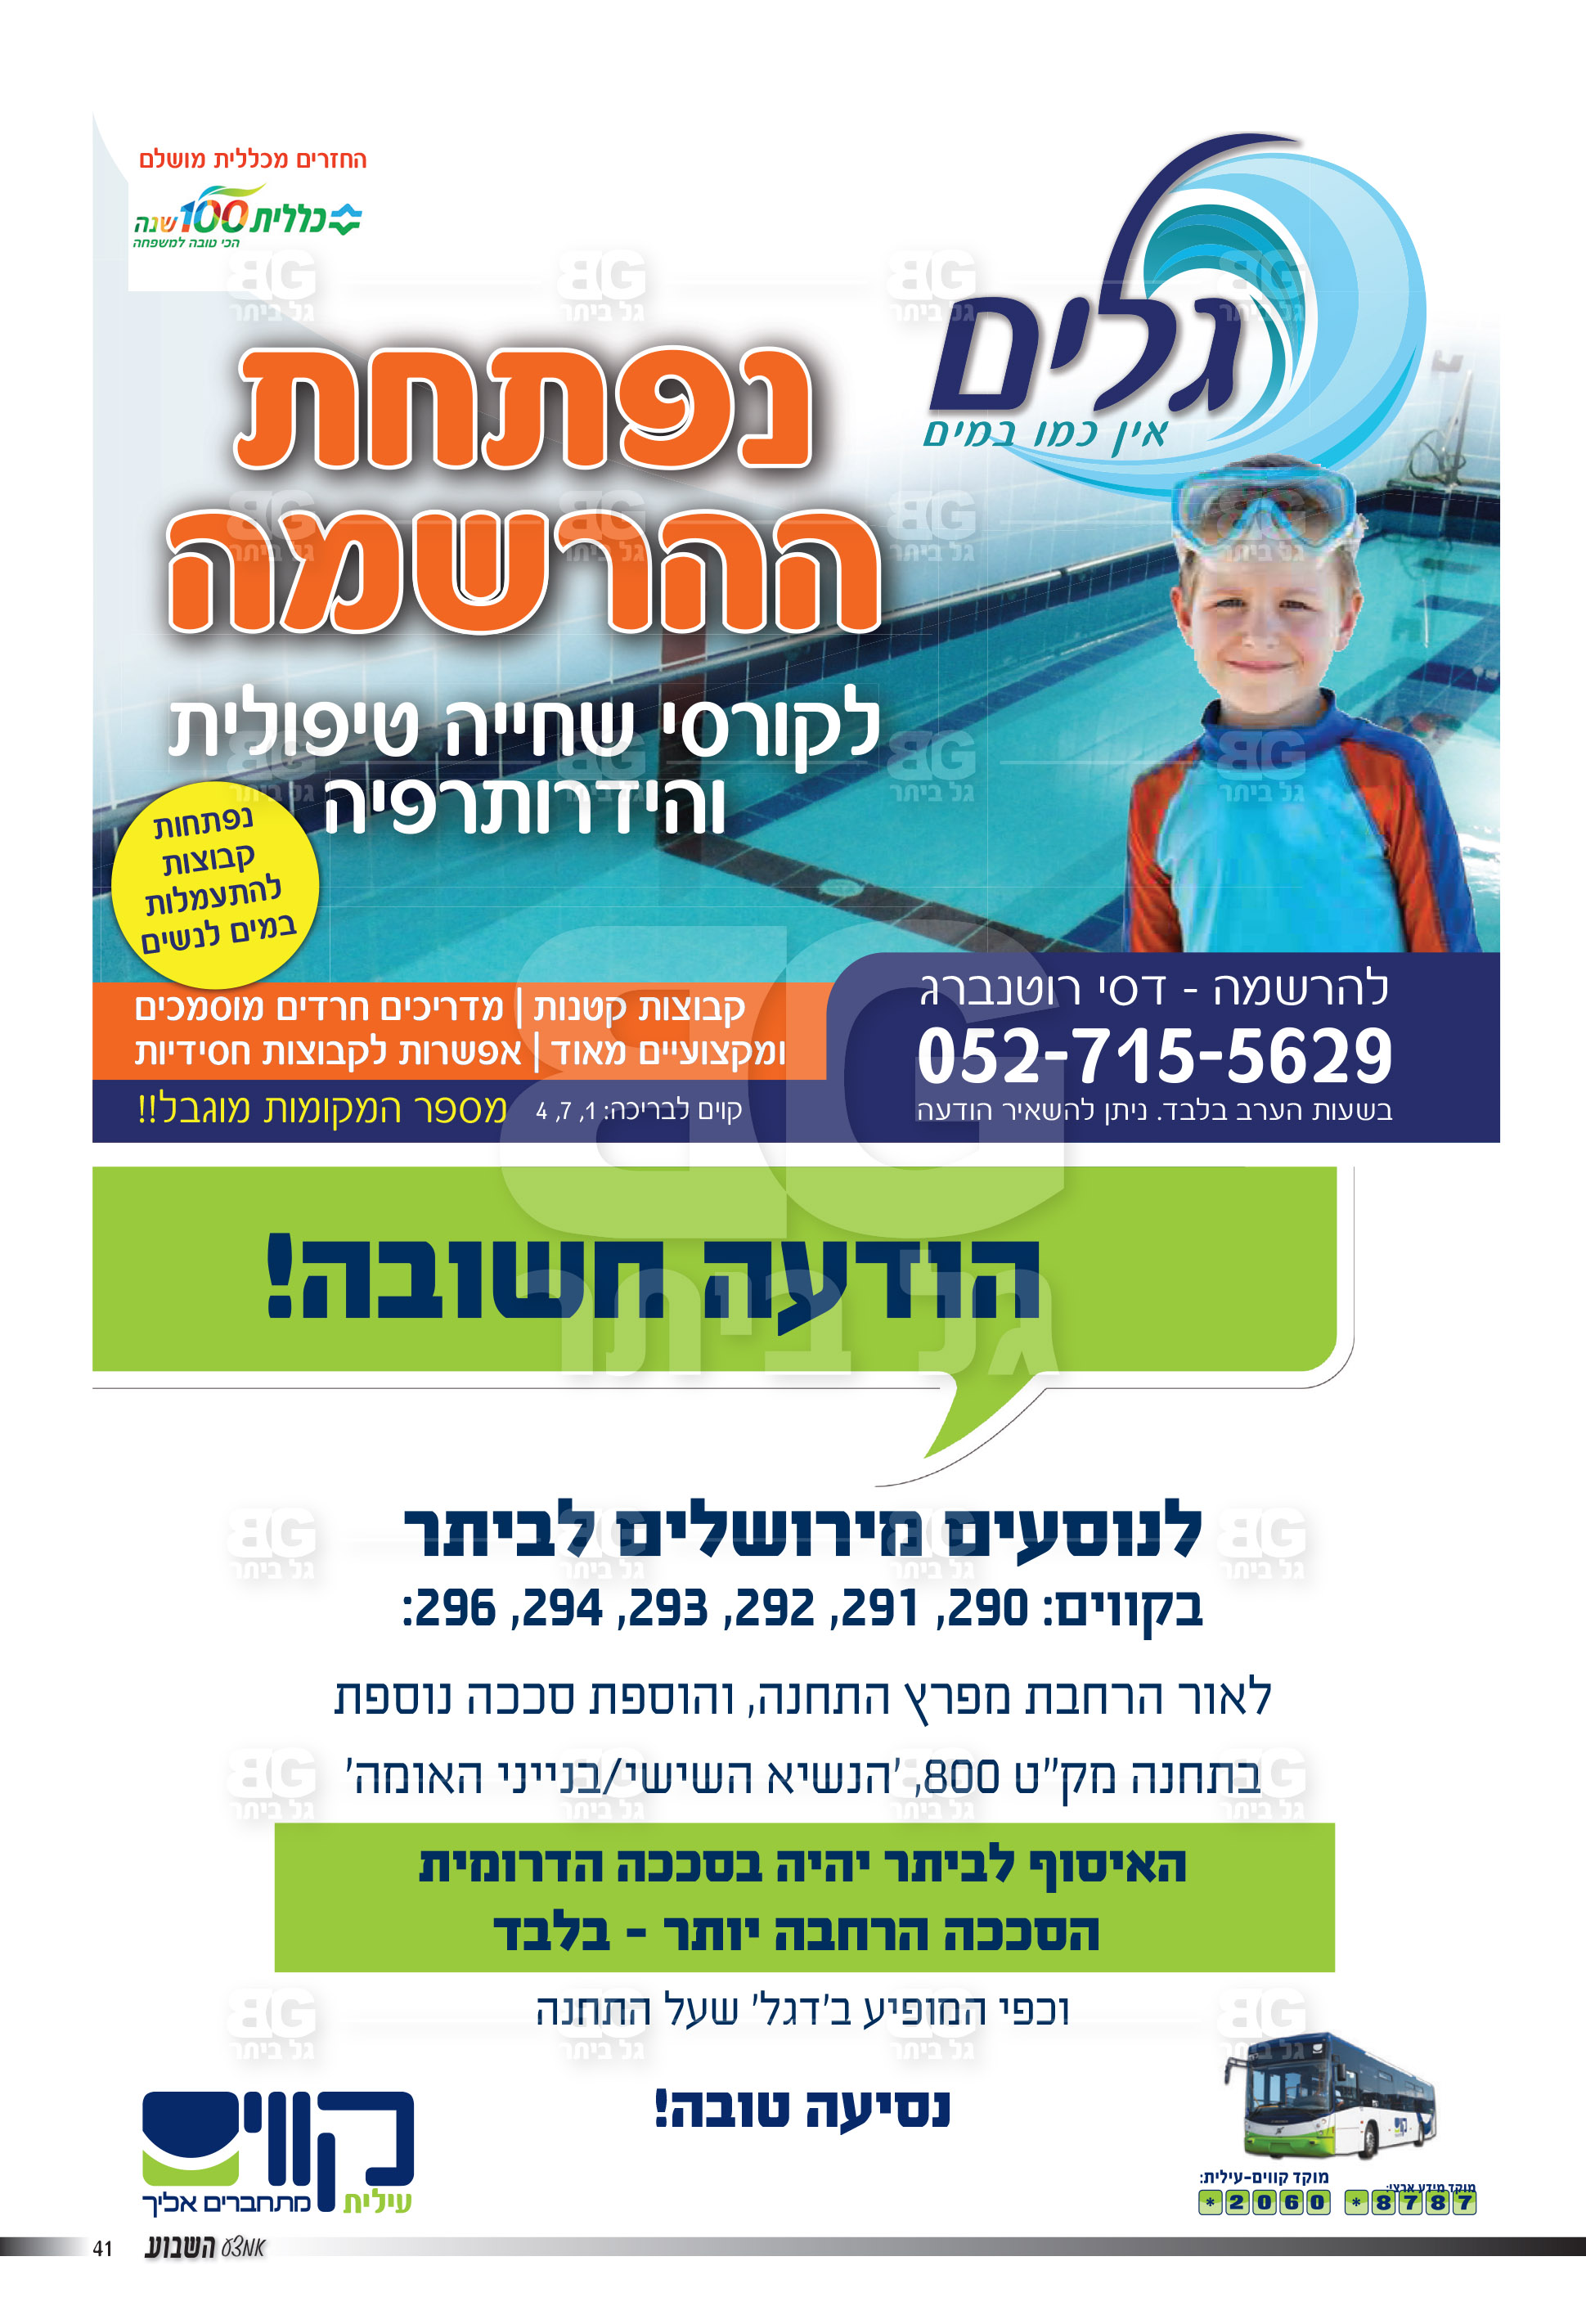 החזרים מכללית מושלם
כללית 100 שנה
הכי טובה למשפחה
גלים
אין כמו במים
נפתחת
ההרשמה
לקורסי שחייה טיפולית
והידרותרפיה
נפתחות
קבוצות
להתעמלות
במים לנשים
קבוצות קטנות | מדריכים חרדים מוסמכים
ומקצועיים מאוד | אפשרות לקבוצות חסידיות
קוים לבריכה: 1, 7, 4
מספר המקומות מוגבל!!
להרשמה - דסי רוטנברג
052-715-5629
בשעות הערב בלבד. ניתן להשאיר הודעה
BG
גל ביתר
הודעה חשובה!
לנוסעים מירושלים לביתר
בקווים: 290, 291, 292, 293, 294, 296:
לאור הרחבת מפרץ התחנה, והוספת סככה נוספת
בתחנה מק"ט 800, 'הנשיא השישי/בנייני האומה'
האיסוף לביתר יהיה בסככה הדרומית
הסככה הרחבה יותר - בלבד
וכפי המופיע ב'דגל' שעל התחנה
נסיעה טובה!
קווים
עילית מתחברים אליך
מוקד קווים-עילית:
*2060
מוקד מידע ארצי:
*8787
41 אמצע השבוע